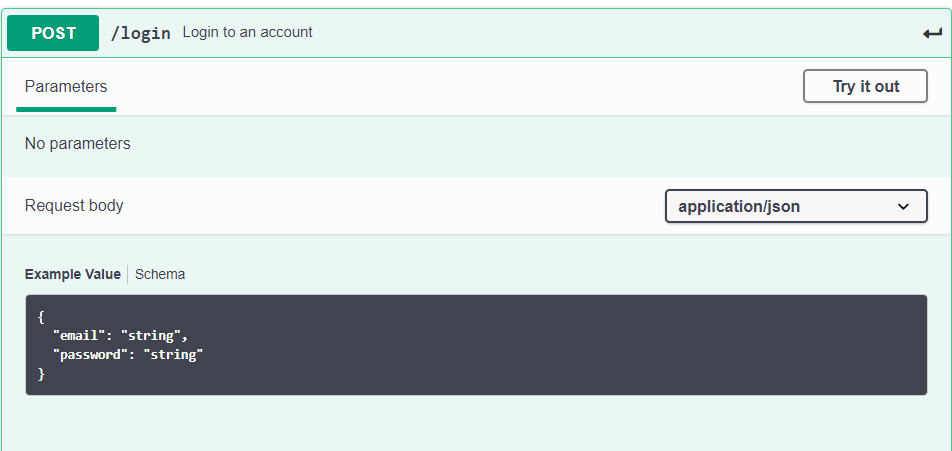 POST /login Login to an account
Parameters Try it out
No parameters
Request body application/json
Example Value Schema
{
"email": "string",
"password": "string"
}